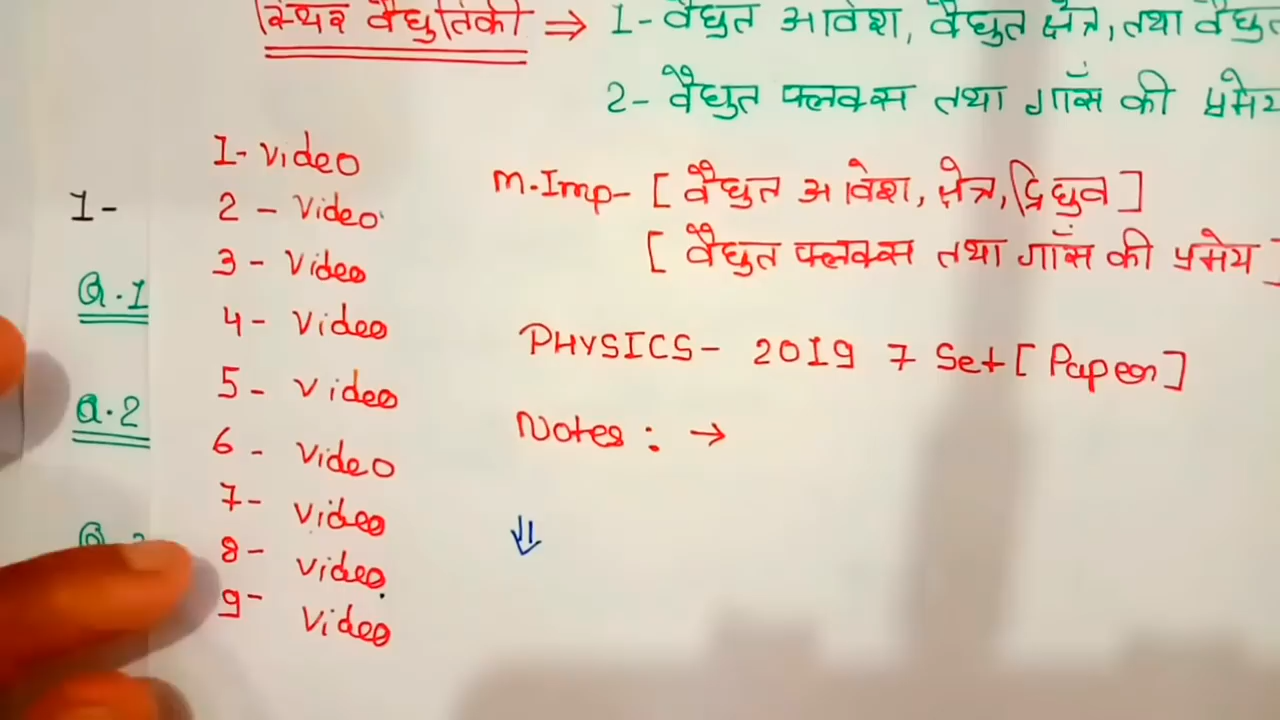 स्थिर वैद्युतिकी ⇒ 1- वैद्युत आवेश, वैद्युत क्षेत्र, तथा वैद्युत
2- वैद्युत फ्लक्स तथा गॉस की प्रमेय
1- video
2 - Video
3 - Video
4 - Video
5 - Video
6 - Video
7 - Video
8 - Video
9 - Video
1-
Q.1
Q.2
m.Imp- [ वैद्युत आवेश, क्षेत्र, द्विध्रुव ]
[ वैद्युत फ्लक्स तथा गॉस की प्रमेय ]
PHYSICS- 2019 7 Set [ Paper ]
Notes : →
⇓